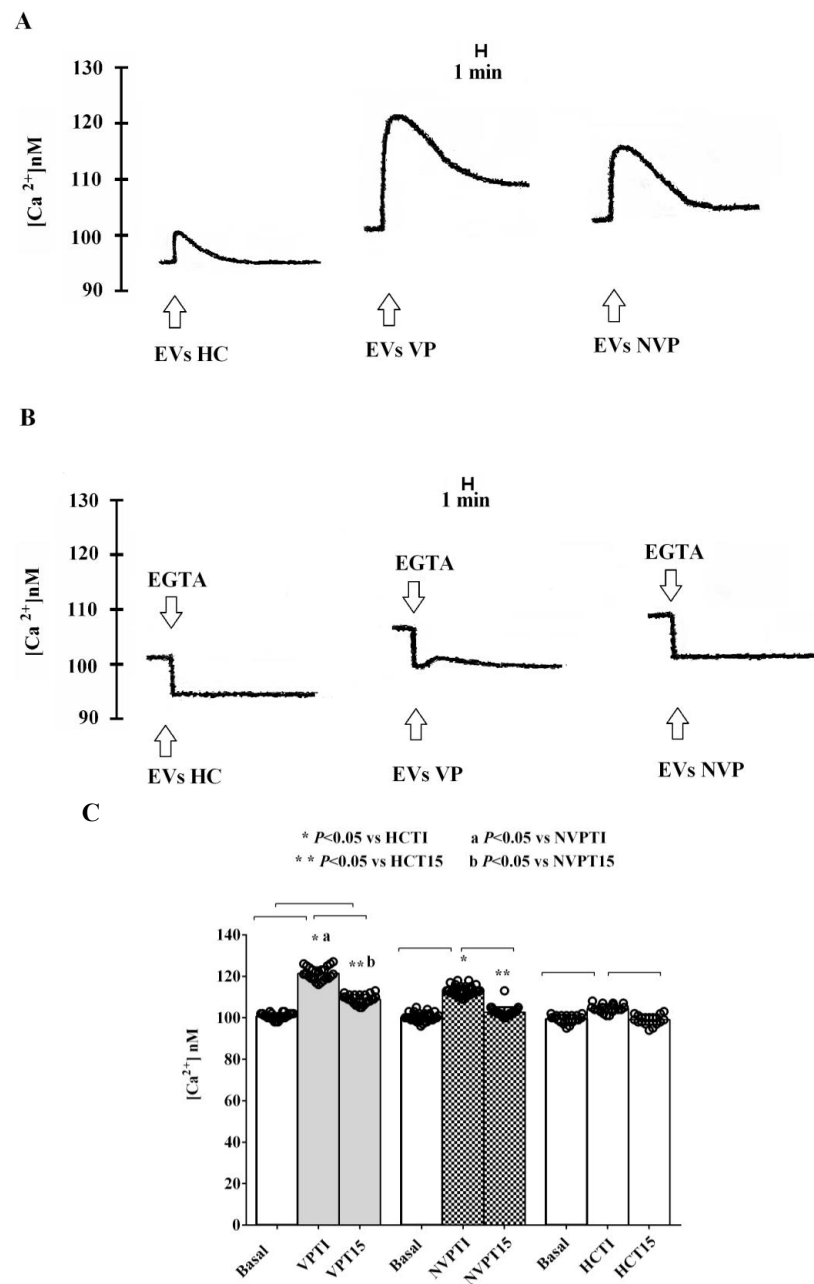 A
1 min
130
120
110
100
90
[Ca 2+]nM
EVs HC
EVs VP
EVs NVP
B
1 min
130
120
110
100
90
[Ca 2+]nM
EGTA
EGTA
EGTA
EVs HC
EVs VP
EVs NVP
C
* P<0.05 vs HCTI a P<0.05 vs NVPTI
** P<0.05 vs HCT15 b P<0.05 vs NVPT15
* a
** b
*
**
140
120
100
80
60
40
20
0
[Ca2+] nM
Basal
VPTI
VPT15
Basal
NVPTI
NVPT15
Basal
HCTI
HCT15